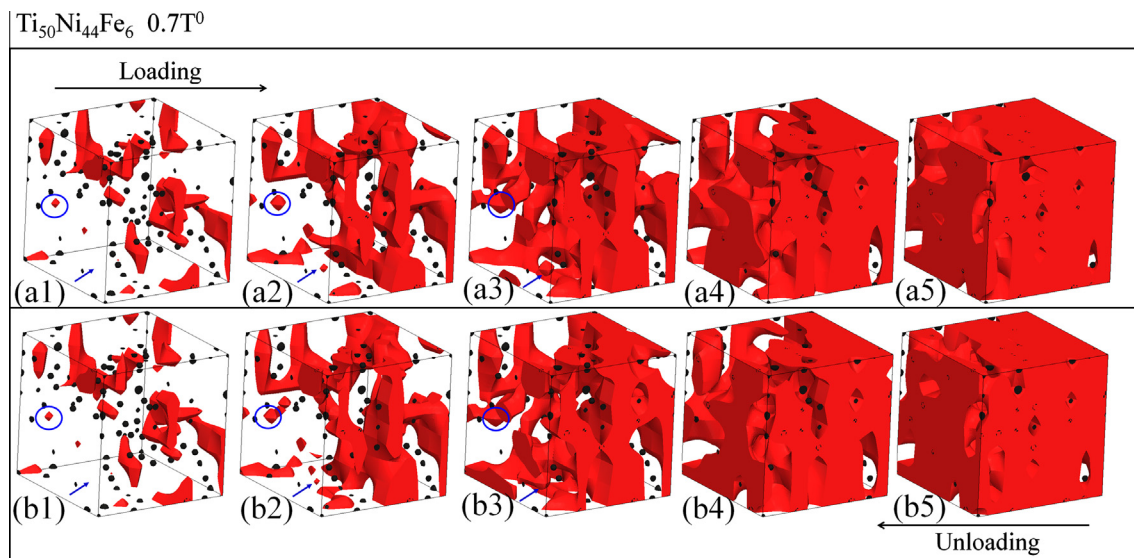 Ti₅₀Ni₄₄Fe₆ 0.7T⁰
Loading
(a1) (a2) (a3) (a4) (a5)
(b1) (b2) (b3) (b4) (b5)
Unloading